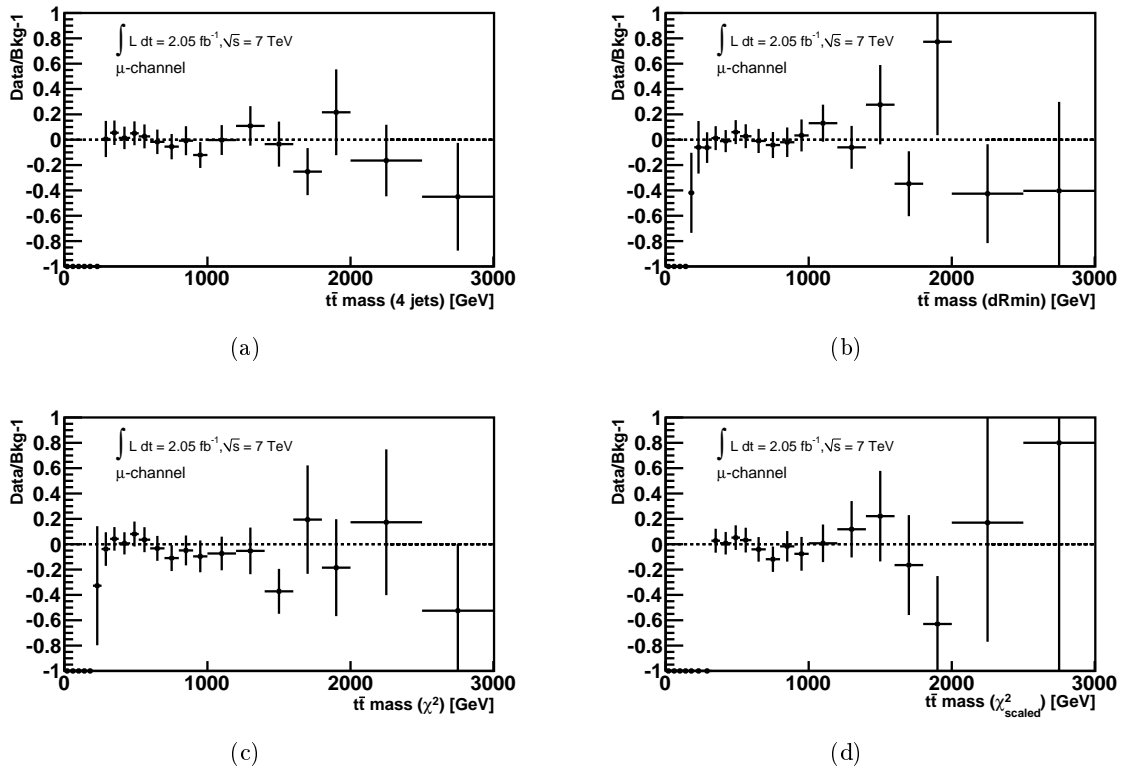 Data/Bkg-1
1
0.8
0.6
0.4
0.2
0
-0.2
-0.4
-0.6
-0.8
-1
∫ L dt = 2.05 fb⁻¹,√s = 7 TeV
μ-channel
0 1000 2000 3000
tt̄ mass (4 jets) [GeV]
(a)
Data/Bkg-1
1
0.8
0.6
0.4
0.2
0
-0.2
-0.4
-0.6
-0.8
-1
∫ L dt = 2.05 fb⁻¹,√s = 7 TeV
μ-channel
0 1000 2000 3000
tt̄ mass (dRmin) [GeV]
(b)
Data/Bkg-1
1
0.8
0.6
0.4
0.2
0
-0.2
-0.4
-0.6
-0.8
-1
∫ L dt = 2.05 fb⁻¹,√s = 7 TeV
μ-channel
0 1000 2000 3000
tt̄ mass (χ²) [GeV]
(c)
Data/Bkg-1
1
0.8
0.6
0.4
0.2
0
-0.2
-0.4
-0.6
-0.8
-1
∫ L dt = 2.05 fb⁻¹,√s = 7 TeV
μ-channel
0 1000 2000 3000
tt̄ mass (χ²scaled) [GeV]
(d)